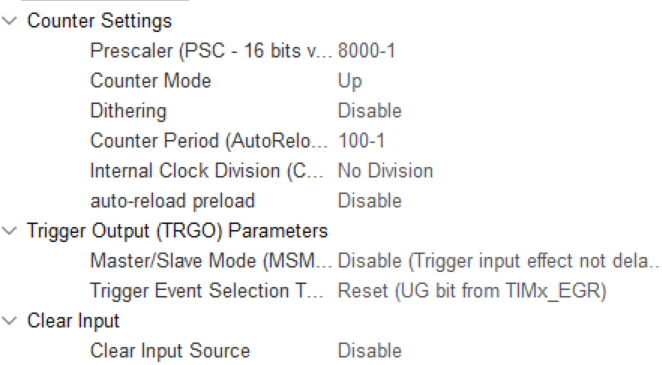 Counter Settings
Prescaler (PSC - 16 bits v... 8000-1
Counter Mode Up
Dithering Disable
Counter Period (AutoRelo... 100-1
Internal Clock Division (C... No Division
auto-reload preload Disable
Trigger Output (TRGO) Parameters
Master/Slave Mode (MSM... Disable (Trigger input effect not dela...
Trigger Event Selection T... Reset (UG bit from TIMx_EGR)
Clear Input
Clear Input Source Disable